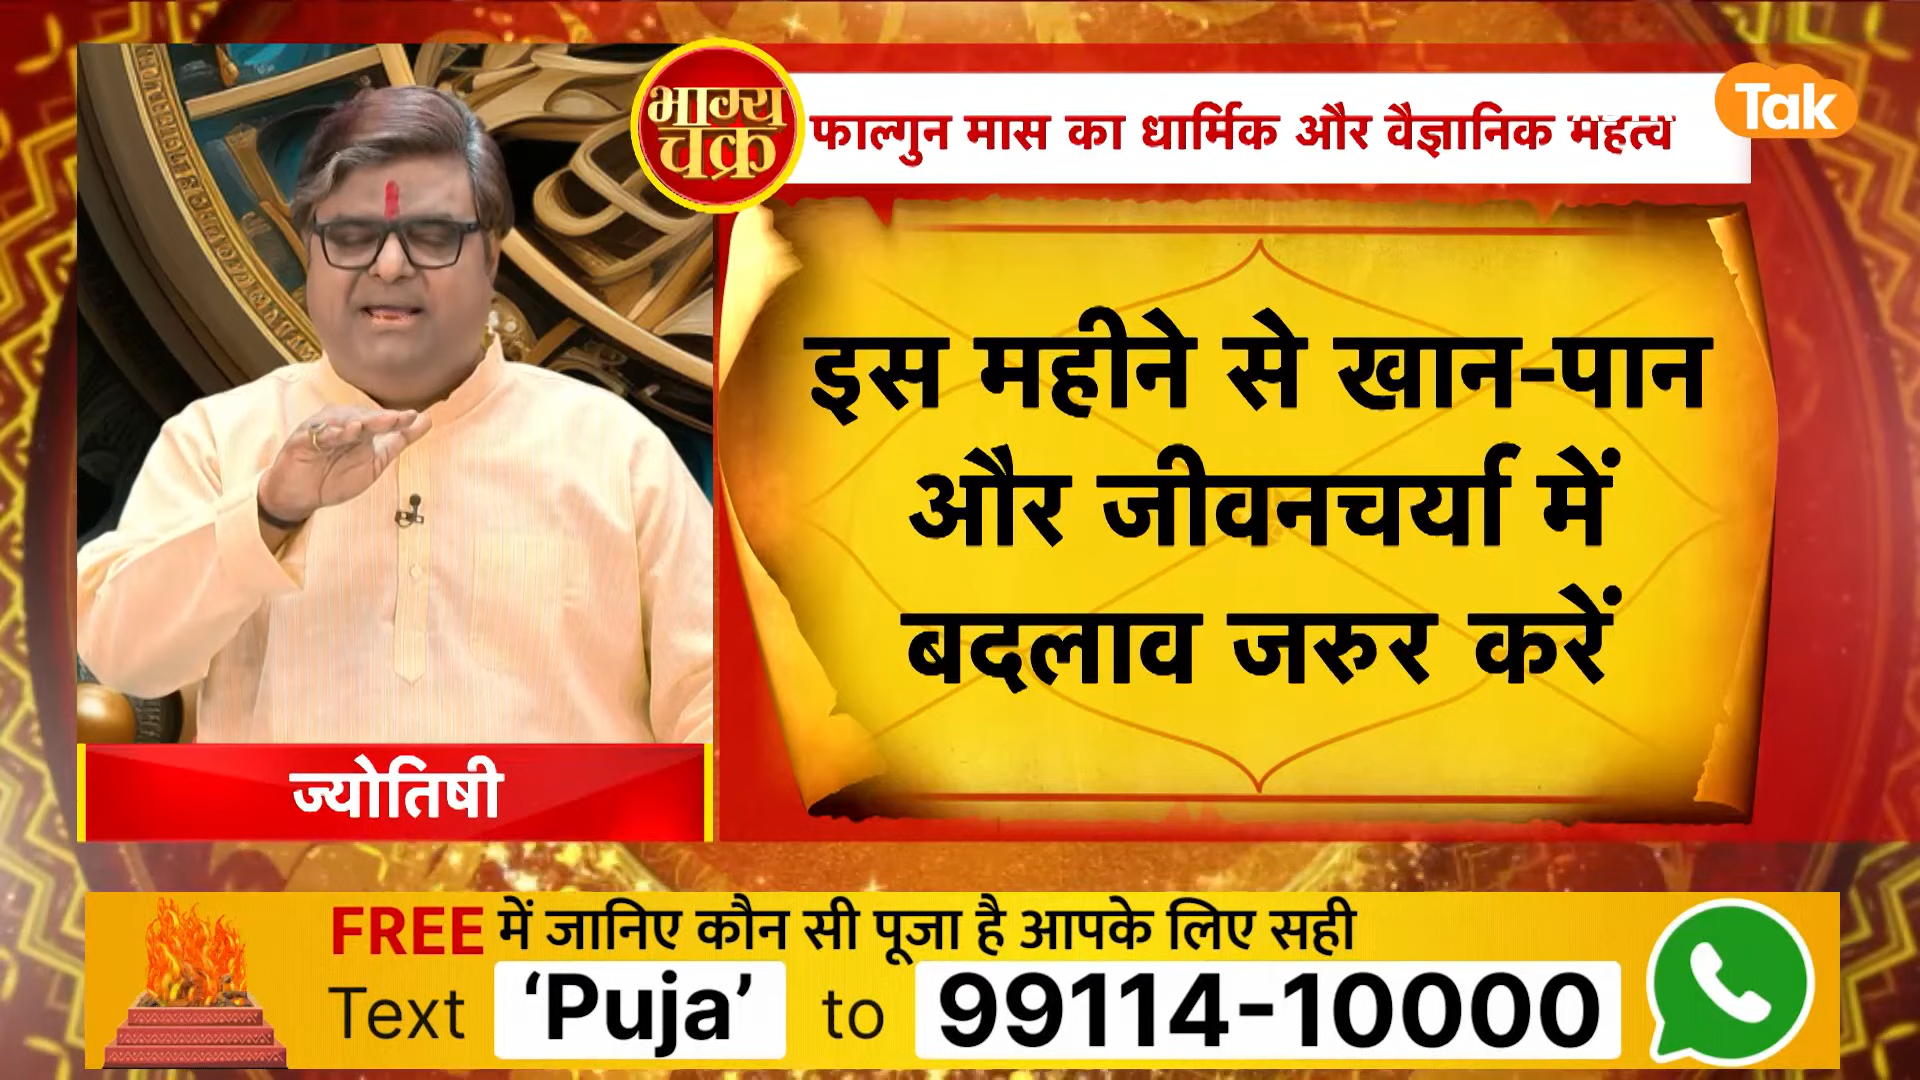 भाग्य
चक्र
फाल्गुन मास का धार्मिक और वैज्ञानिक महत्व
Tak
इस महीने से खान-पान
और जीवनचर्या में
बदलाव जरुर करें
ज्योतिषी
FREE में जानिए कौन सी पूजा है आपके लिए सही
Text ‘Puja’ to 99114-10000